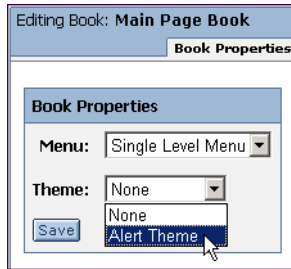 Editing Book: Main Page Book
Book Properties
Book Properties
Menu: Single Level Menu
Theme: None
None
Save Alert Theme